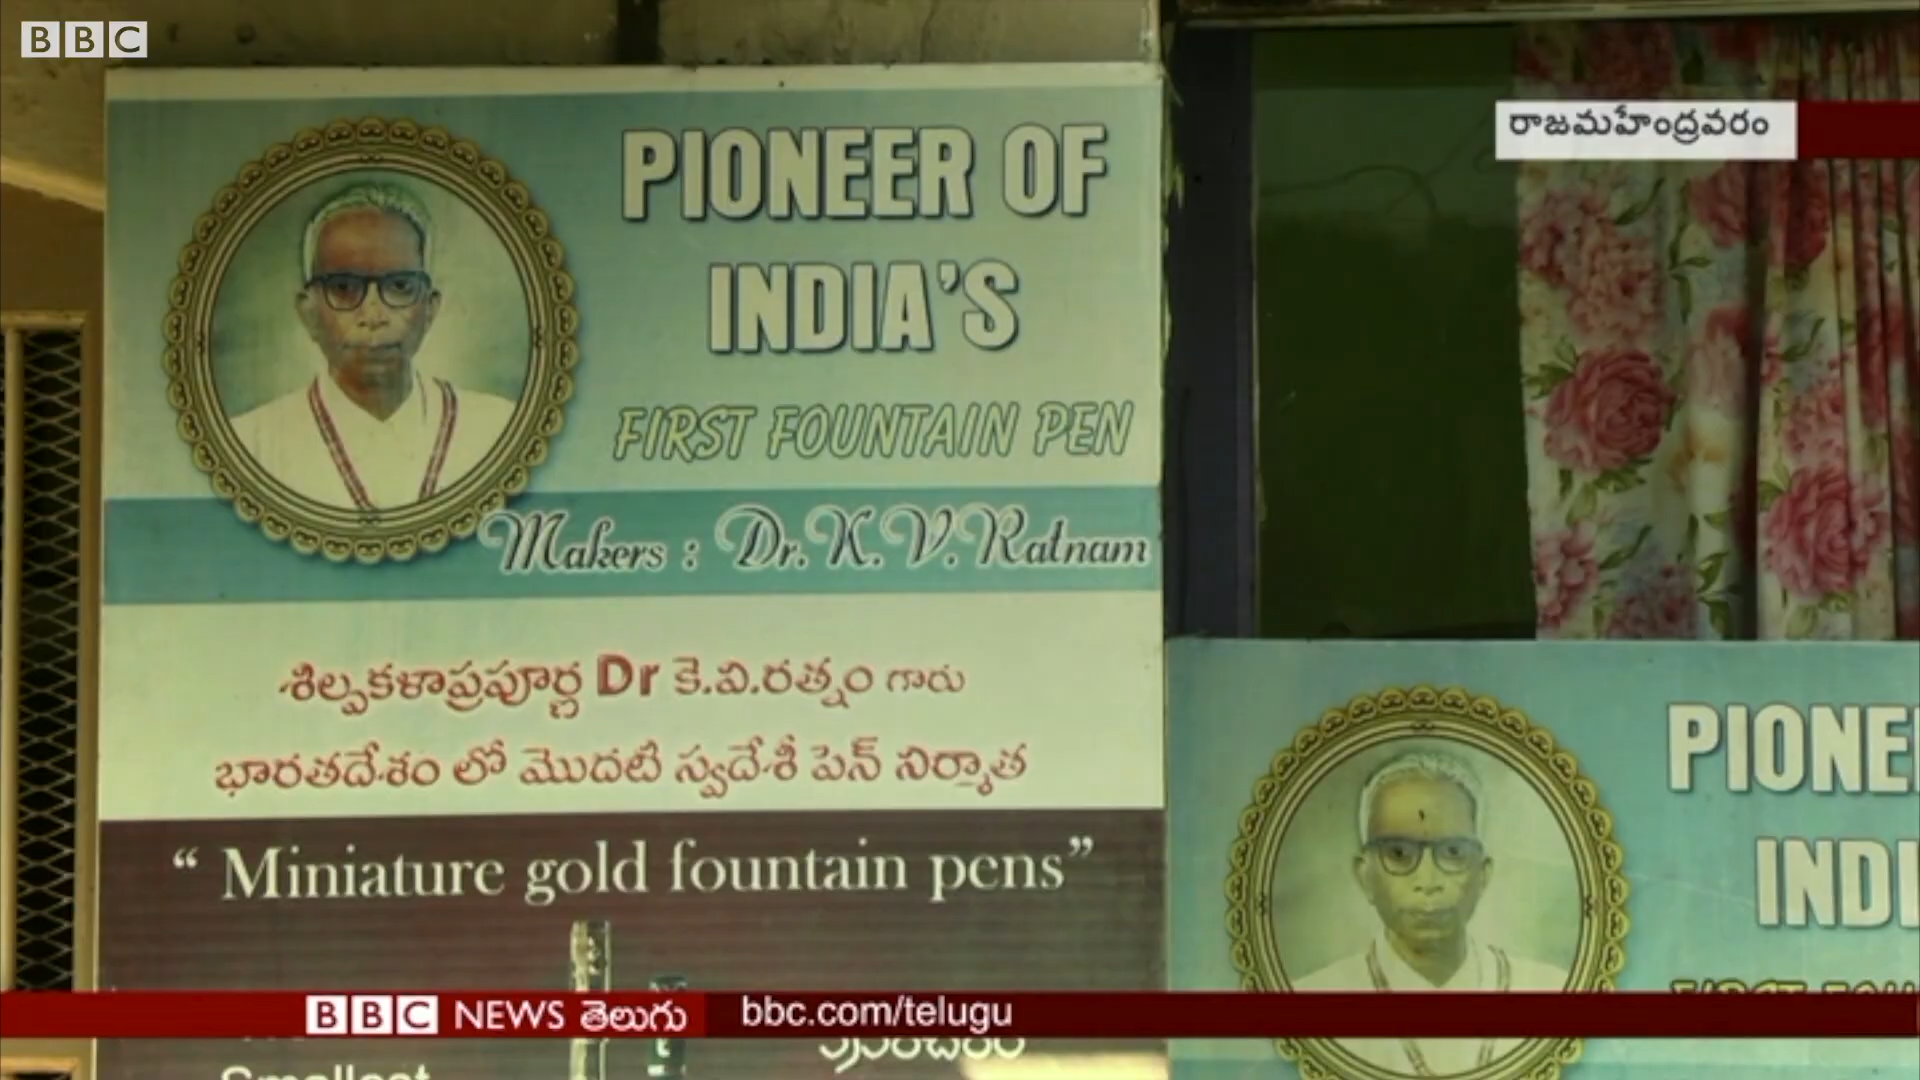 BBC
రాజమహేంద్రవరం
PIONEER OF
INDIA'S
FIRST FOUNTAIN PEN
Makers : Dr. K. V. Ratnam
శిల్పకళాప్రపూర్ణ Dr కె.వి.రత్నం గారు
భారతదేశం లో మొదటి స్వదేశీ పెన్ నిర్మాత
“ Miniature gold fountain pens”
PIONE
INDI
BBC NEWS తెలుగు bbc.com/telugu
Smallest